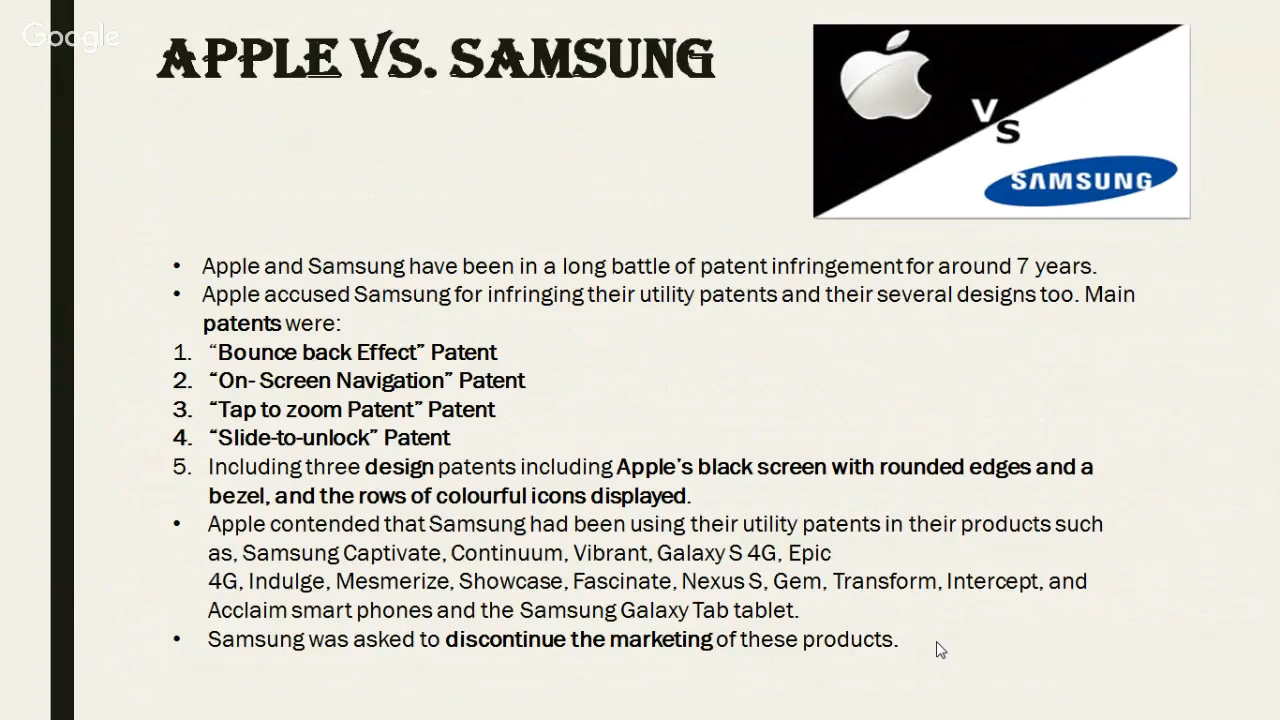 Google
APPLE VS. SAMSUNG
V
S
SAMSUNG
• Apple and Samsung have been in a long battle of patent infringement for around 7 years.
• Apple accused Samsung for infringing their utility patents and their several designs too. Main
patents were:
1. “Bounce back Effect” Patent
2. “On- Screen Navigation” Patent
3. “Tap to zoom Patent” Patent
4. “Slide-to-unlock” Patent
5. Including three design patents including Apple’s black screen with rounded edges and a
bezel, and the rows of colourful icons displayed.
• Apple contended that Samsung had been using their utility patents in their products such
as, Samsung Captivate, Continuum, Vibrant, Galaxy S 4G, Epic
4G, Indulge, Mesmerize, Showcase, Fascinate, Nexus S, Gem, Transform, Intercept, and
Acclaim smart phones and the Samsung Galaxy Tab tablet.
• Samsung was asked to discontinue the marketing of these products.